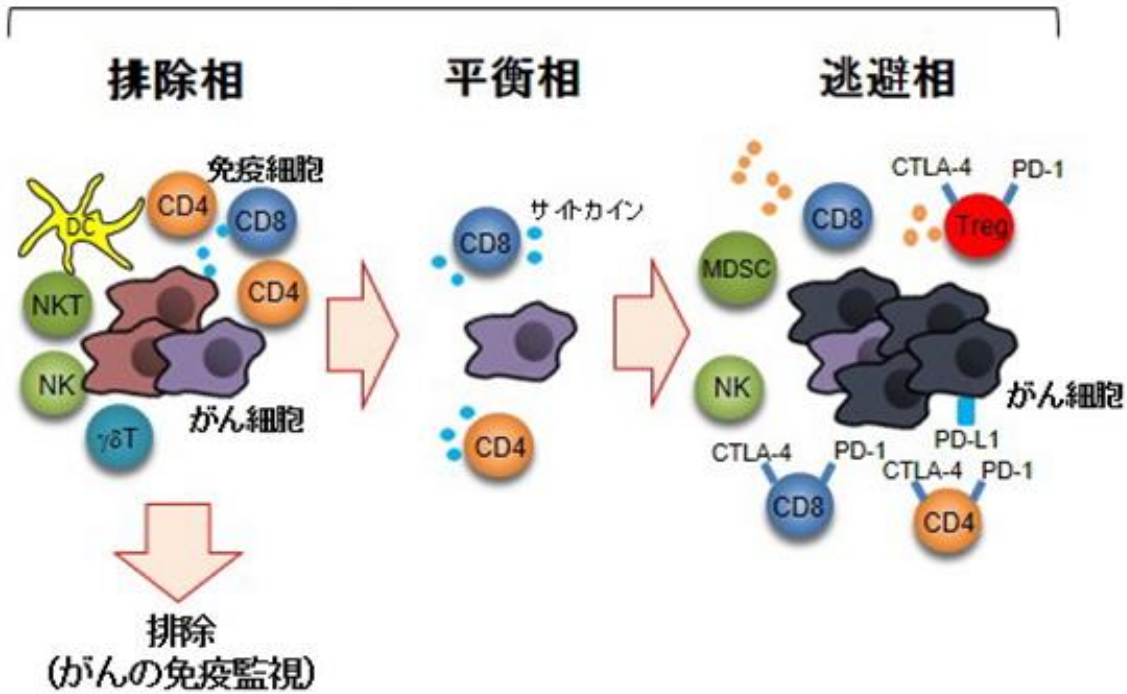 排除相
平衡相
逃避相
免疫細胞
DC
CD4
CD8
CD4
NKT
NK
γδT
がん細胞
排除
(がんの免疫監視)
サイトカイン
CD8
CD4
CTLA-4
PD-1
CD8
Treg
MDSC
NK
がん細胞
PD-L1
CTLA-4
PD-1
CD8
CTLA-4
PD-1
CD4